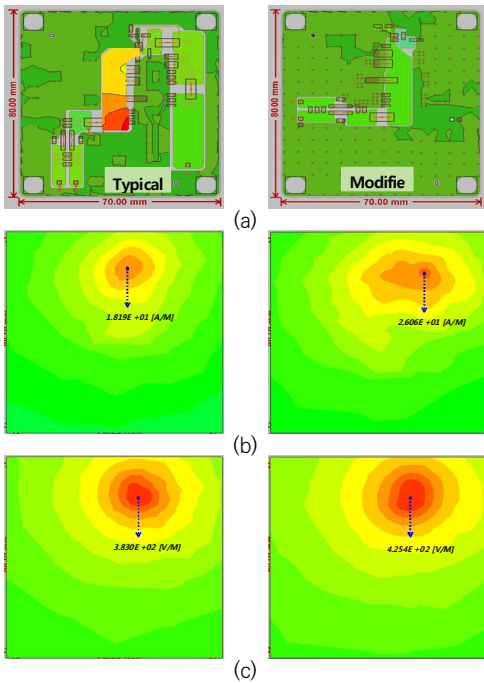 80.00 mm
Typical
70.00 mm
80.00 mm
Modifie
70.00 mm
(a)
1.819E +01 [A/M]
2.606E +01 [A/M]
(b)
3.830E +02 [V/M]
4.254E +02 [V/M]
(c)